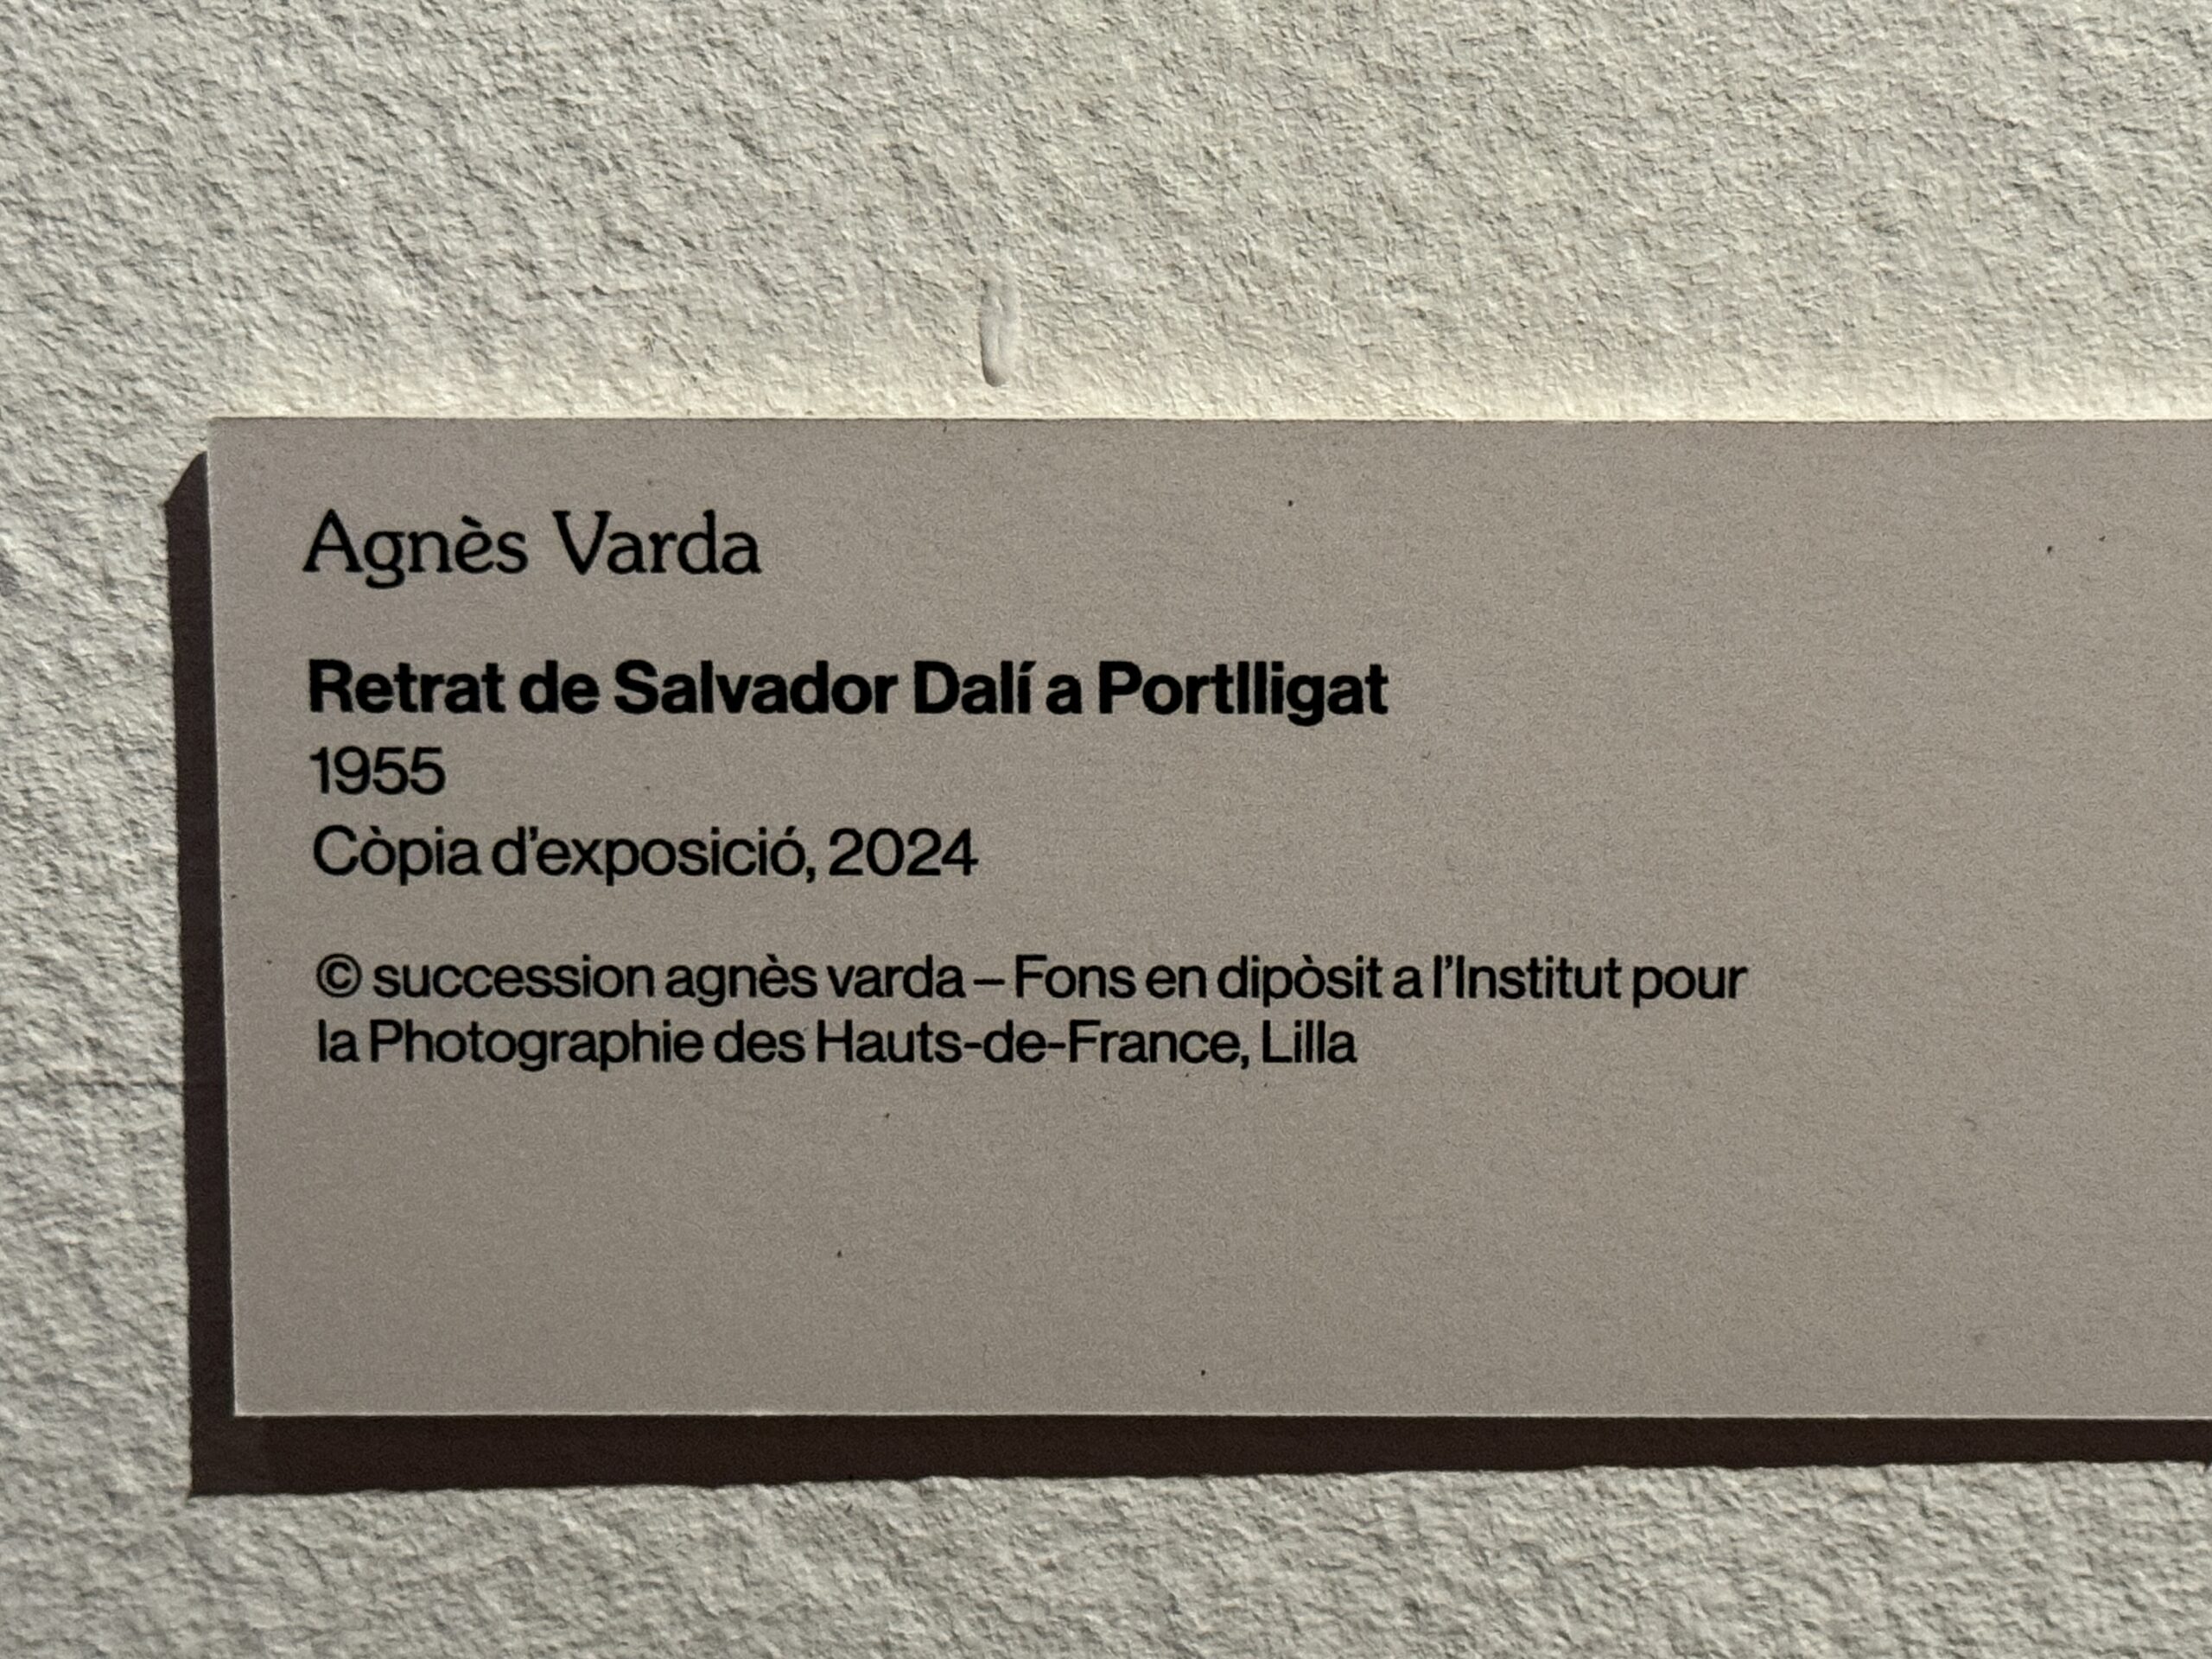 Agnès Varda
Retrat de Salvador Dalí a Portlligat
1955
Còpia d’exposició, 2024
© succession agnès varda – Fons en dipòsit a l’Institut pour
la Photographie des Hauts-de-France, Lilla